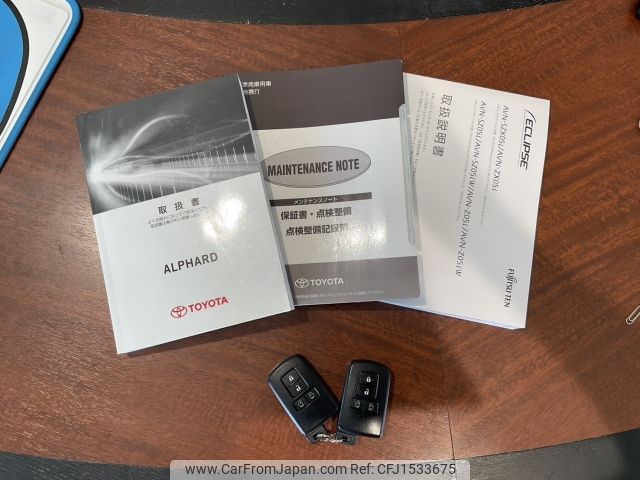 取扱書
ALPHARD
TOYOTA
MAINTENANCE NOTE
メンテナンスノート
保証書・点検整備
点検整備記録簿
TOYOTA
ECLIPSE
AVN-SZX05i/AVN-ZX05i
AVN-SZ05i/AVN-SZ05iW/AVN-Z05i/AVN-Z05iW
取扱説明書
FUJITSU TEN
www.CarFromJapan.com - CFJ1533675